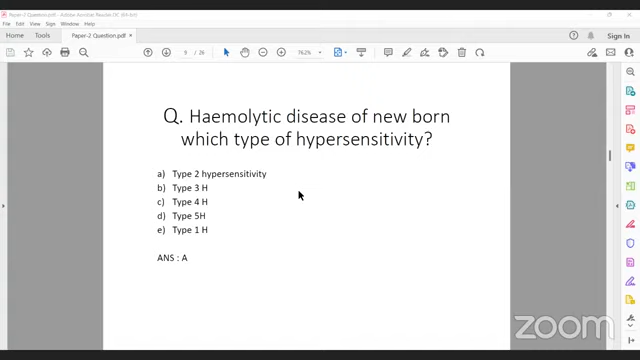 Paper-2 Question.pdf - Adobe Acrobat Reader DC (64-bit)
File Edit View Sign Window Help
Home Tools Paper-2 Question.pdf × Sign In
9 / 26 76.2%
Q. Haemolytic disease of new born
which type of hypersensitivity?
a) Type 2 hypersensitivity
b) Type 3 H
c) Type 4 H
d) Type 5H
e) Type 1 H
ANS : A
zoom